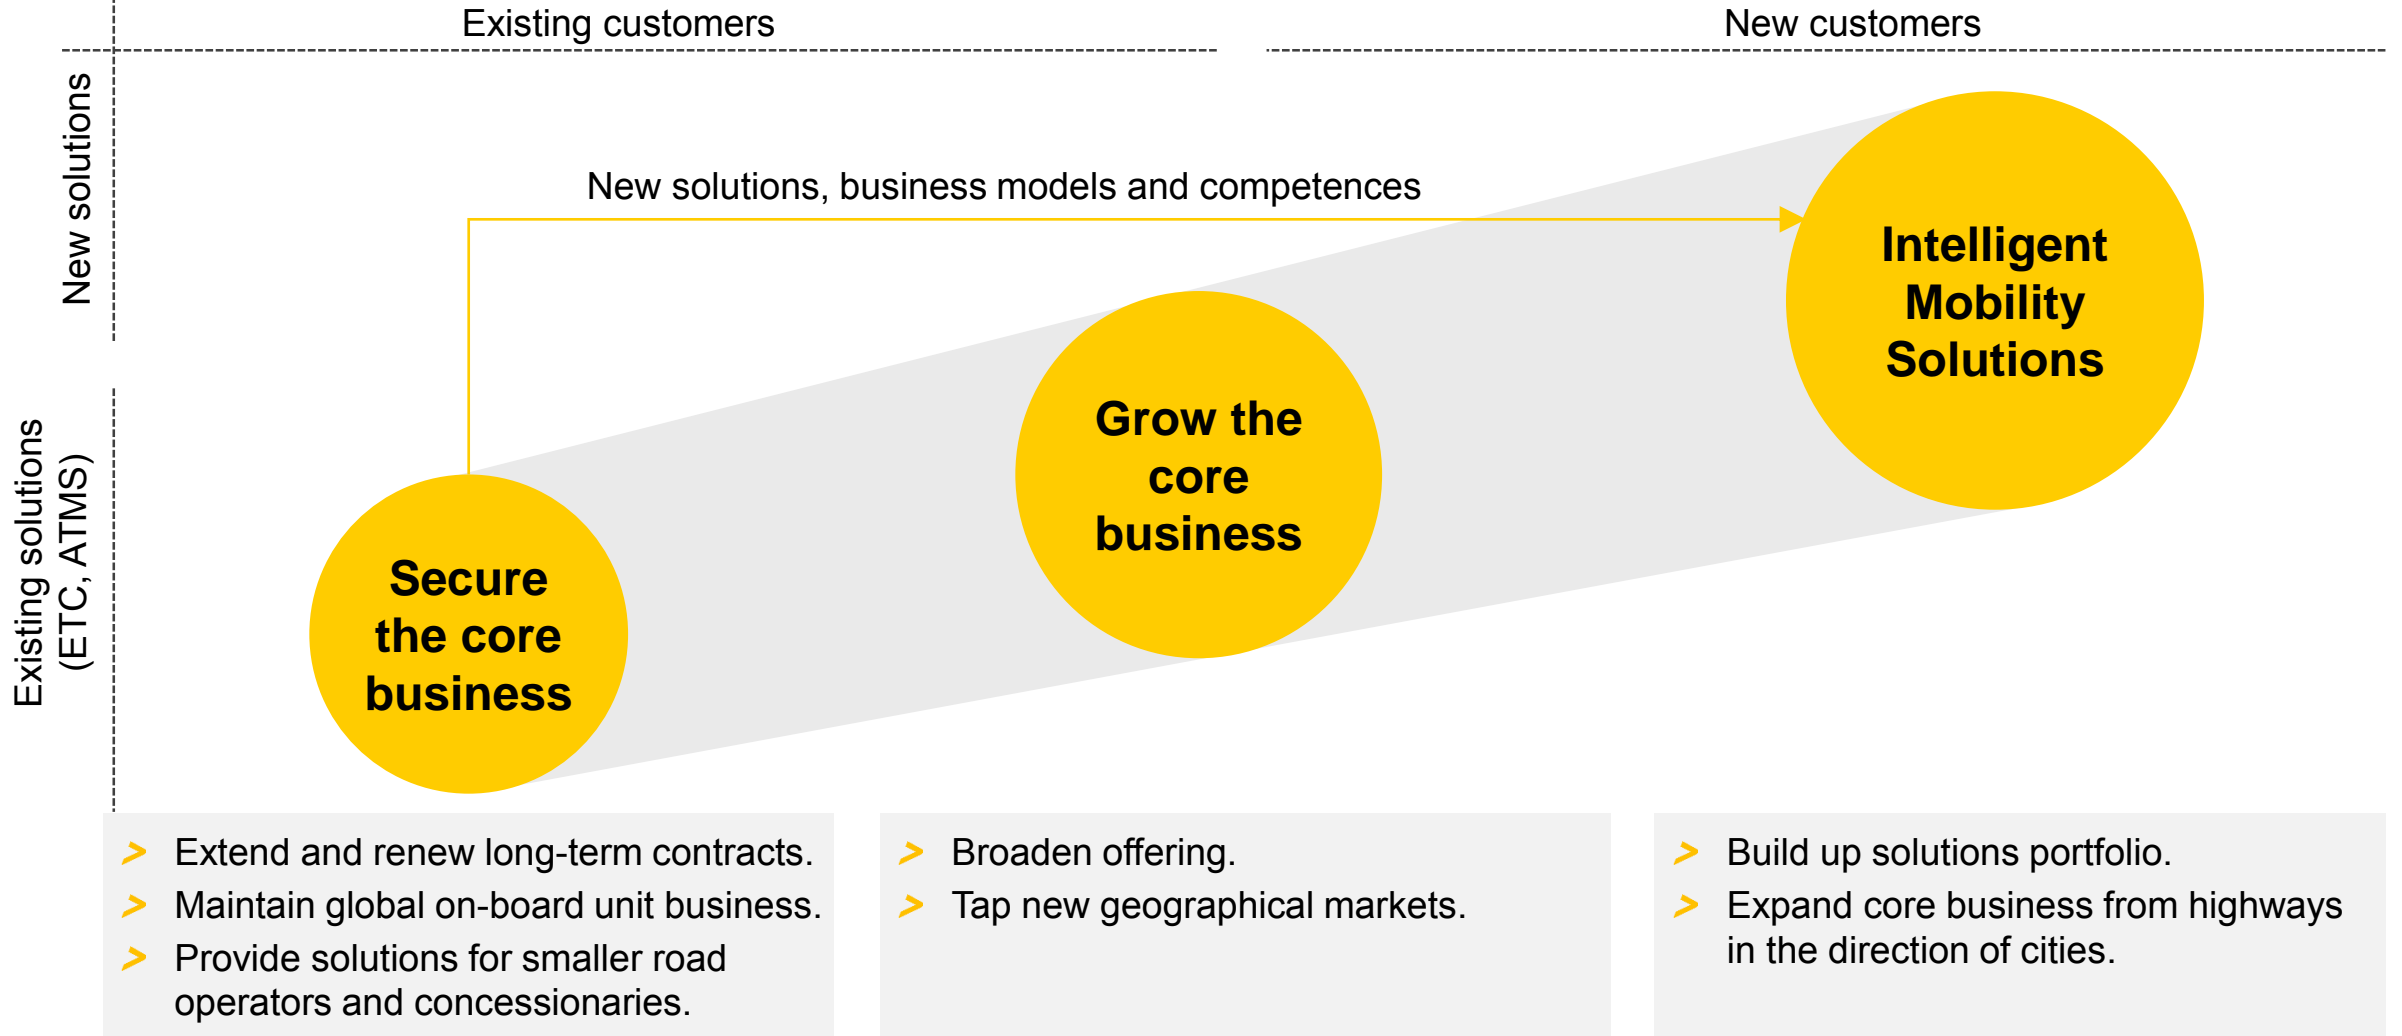 Existing customers
New customers
New solutions
New solutions, business models and competences
Intelligent
Mobility
Solutions
Grow the
core
business
Existing solutions
(ETC, ATMS)
Secure
the core
business
> Extend and renew long-term contracts.
> Maintain global on-board unit business.
> Provide solutions for smaller road
operators and concessionaries.
> Broaden offering.
> Tap new geographical markets.
> Build up solutions portfolio.
> Expand core business from highways
in the direction of cities.